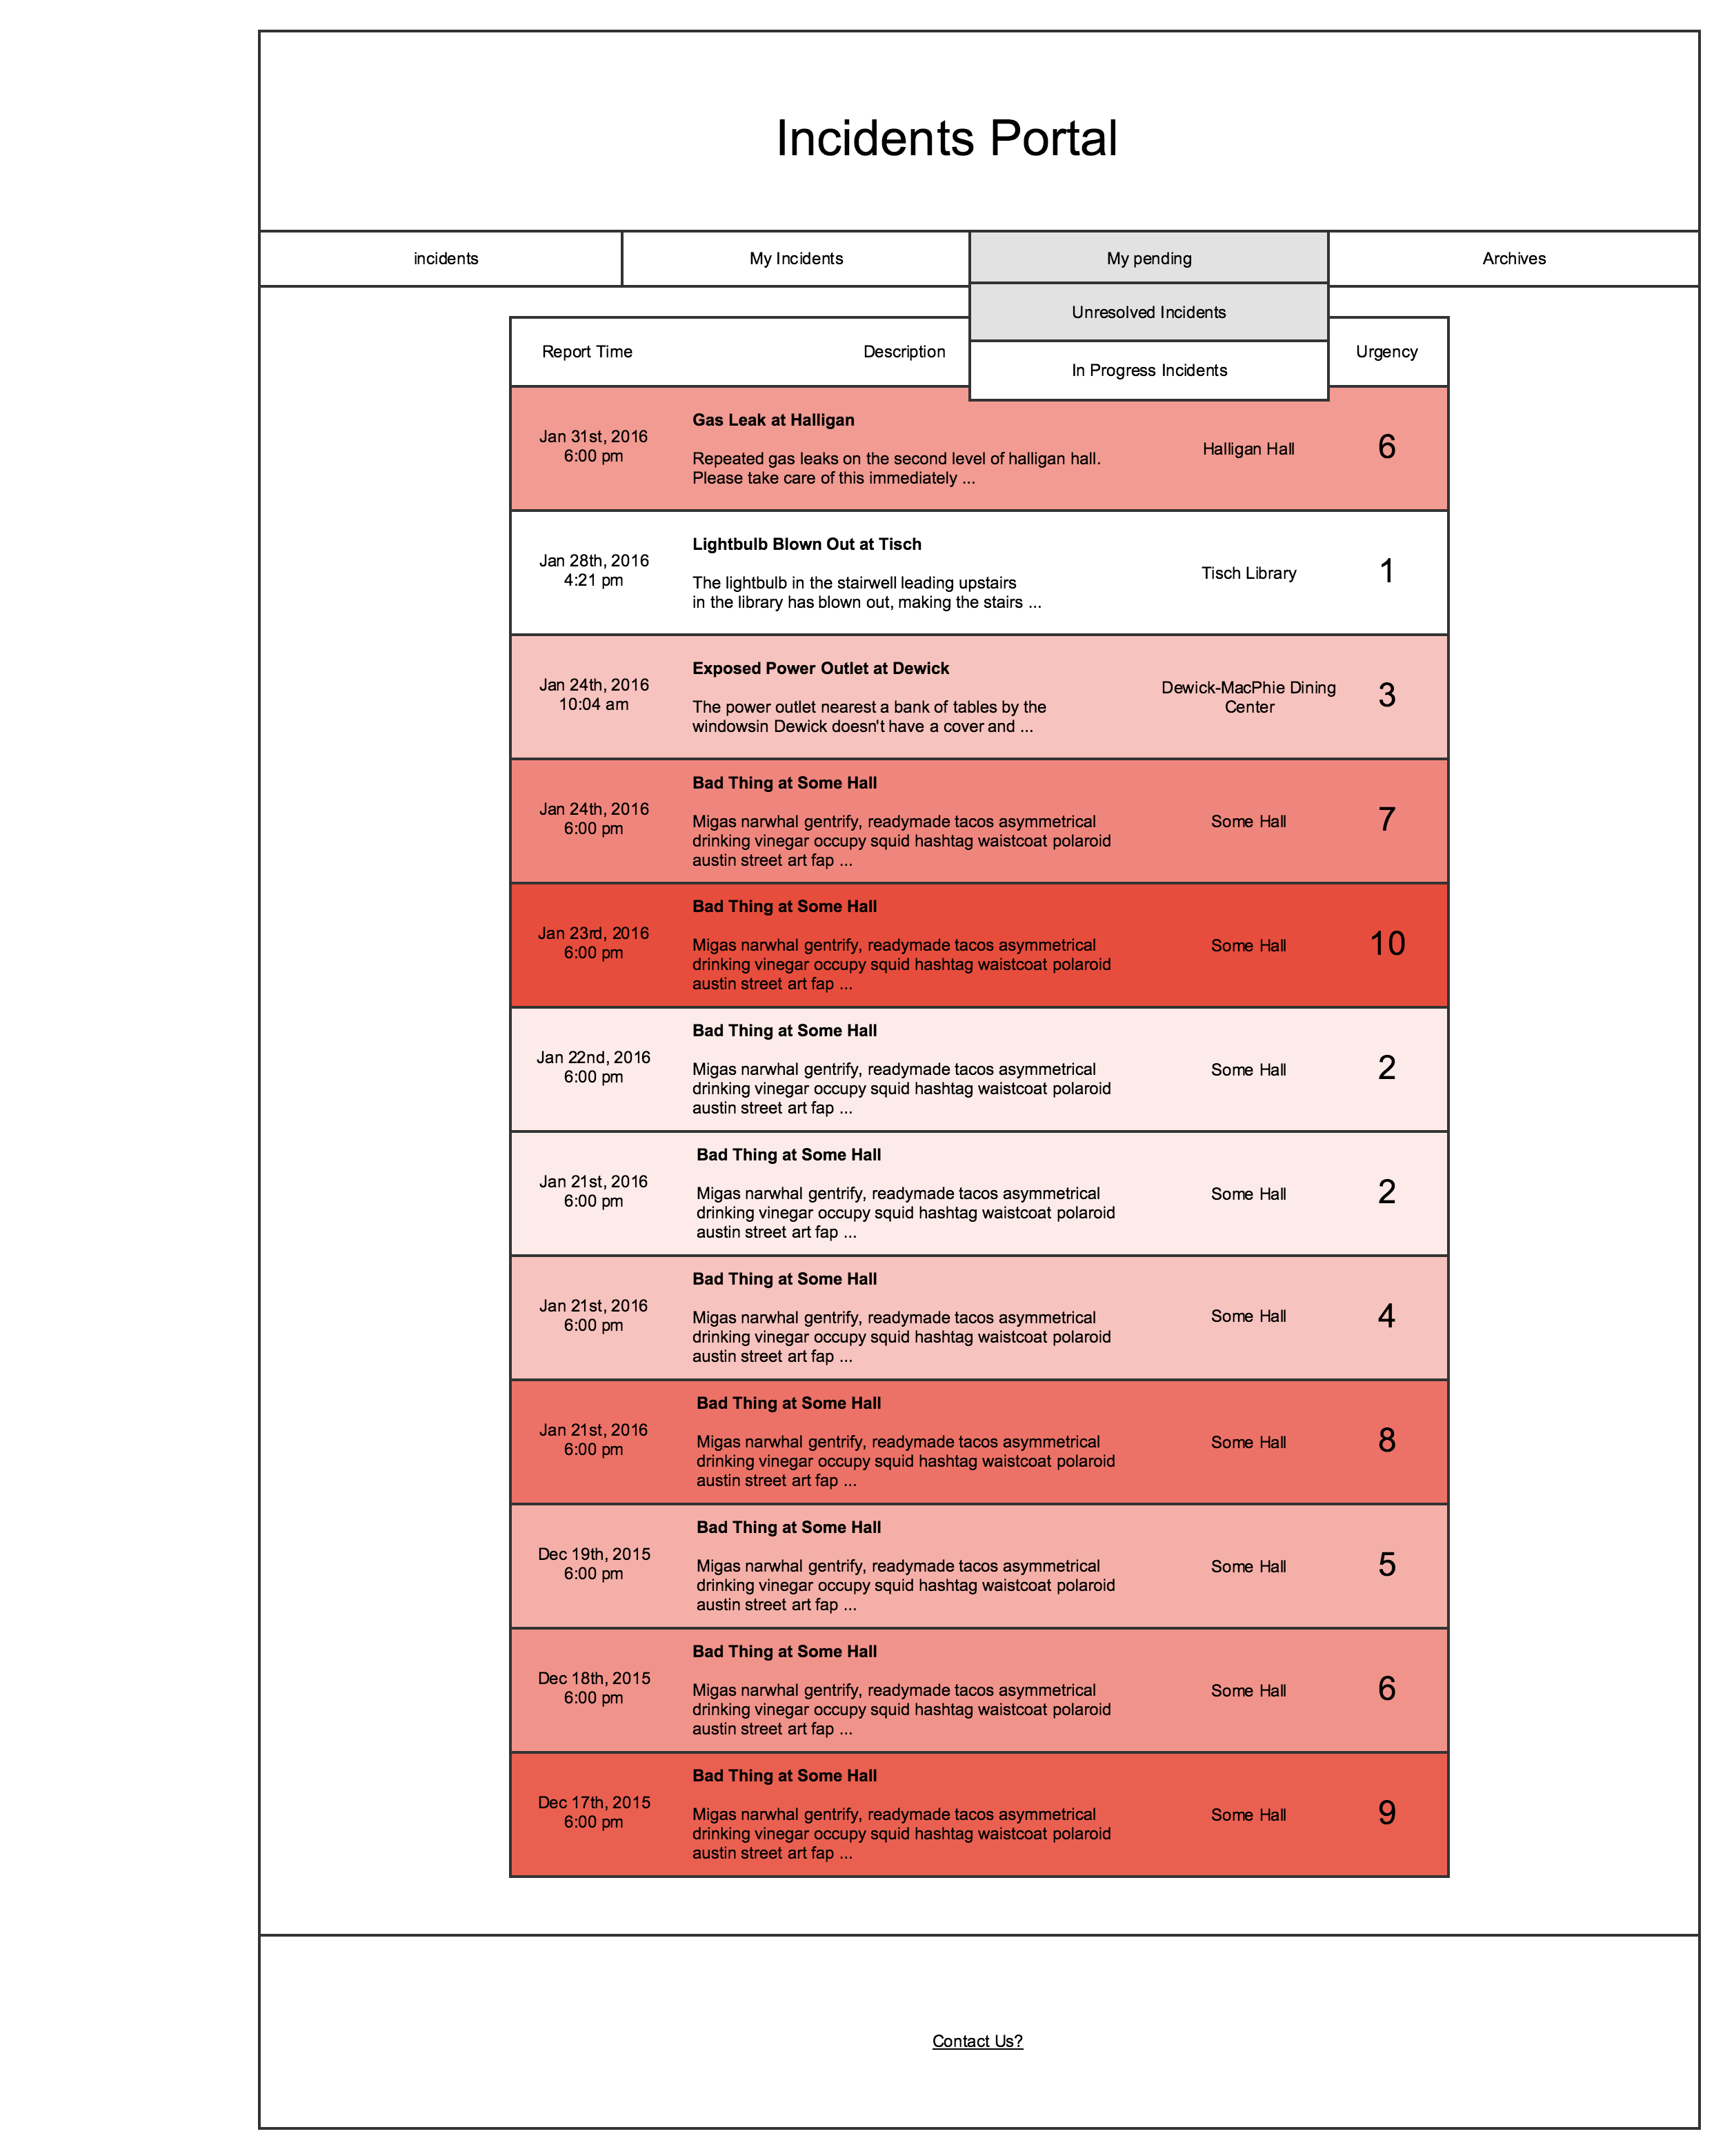 Incidents Portal
incidents
My Incidents
My pending
Archives
Unresolved Incidents
In Progress Incidents
Report Time
Description
Urgency
Jan 31st, 2016
6:00 pm
Gas Leak at Halligan
Repeated gas leaks on the second level of halligan hall.
Please take care of this immediately ...
Halligan Hall
6
Jan 28th, 2016
4:21 pm
Lightbulb Blown Out at Tisch
The lightbulb in the stairwell leading upstairs
in the library has blown out, making the stairs ...
Tisch Library
1
Jan 24th, 2016
10:04 am
Exposed Power Outlet at Dewick
The power outlet nearest a bank of tables by the
windowsin Dewick doesn't have a cover and ...
Dewick-MacPhie Dining
Center
3
Jan 24th, 2016
6:00 pm
Bad Thing at Some Hall
Migas narwhal gentrify, readymade tacos asymmetrical
drinking vinegar occupy squid hashtag waistcoat polaroid
austin street art fap ...
Some Hall
7
Jan 23rd, 2016
6:00 pm
Bad Thing at Some Hall
Migas narwhal gentrify, readymade tacos asymmetrical
drinking vinegar occupy squid hashtag waistcoat polaroid
austin street art fap ...
Some Hall
10
Jan 22nd, 2016
6:00 pm
Bad Thing at Some Hall
Migas narwhal gentrify, readymade tacos asymmetrical
drinking vinegar occupy squid hashtag waistcoat polaroid
austin street art fap ...
Some Hall
2
Jan 21st, 2016
6:00 pm
Bad Thing at Some Hall
Migas narwhal gentrify, readymade tacos asymmetrical
drinking vinegar occupy squid hashtag waistcoat polaroid
austin street art fap ...
Some Hall
2
Jan 21st, 2016
6:00 pm
Bad Thing at Some Hall
Migas narwhal gentrify, readymade tacos asymmetrical
drinking vinegar occupy squid hashtag waistcoat polaroid
austin street art fap ...
Some Hall
4
Jan 21st, 2016
6:00 pm
Bad Thing at Some Hall
Migas narwhal gentrify, readymade tacos asymmetrical
drinking vinegar occupy squid hashtag waistcoat polaroid
austin street art fap ...
Some Hall
8
Dec 19th, 2015
6:00 pm
Bad Thing at Some Hall
Migas narwhal gentrify, readymade tacos asymmetrical
drinking vinegar occupy squid hashtag waistcoat polaroid
austin street art fap ...
Some Hall
5
Dec 18th, 2015
6:00 pm
Bad Thing at Some Hall
Migas narwhal gentrify, readymade tacos asymmetrical
drinking vinegar occupy squid hashtag waistcoat polaroid
austin street art fap ...
Some Hall
6
Dec 17th, 2015
6:00 pm
Bad Thing at Some Hall
Migas narwhal gentrify, readymade tacos asymmetrical
drinking vinegar occupy squid hashtag waistcoat polaroid
austin street art fap ...
Some Hall
9
Contact Us?